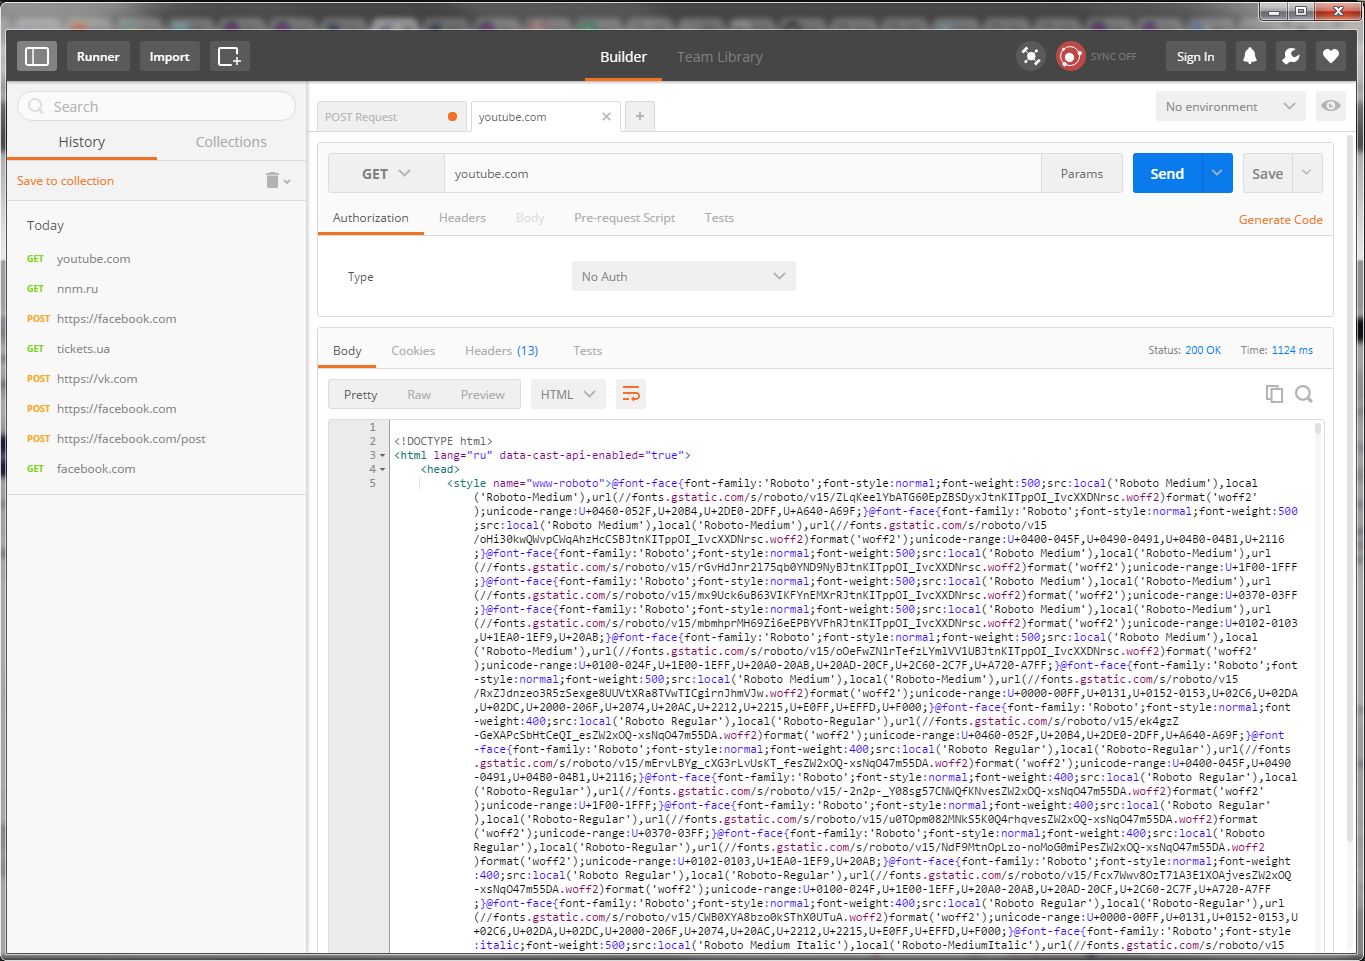 Runner
Import
Builder
Team Library
SYNC OFF
Sign In
Search
History
Collections
Save to collection
Today
GET youtube.com
GET nnm.ru
POST https://facebook.com
GET tickets.ua
POST https://vk.com
POST https://facebook.com
POST https://facebook.com/post
GET facebook.com
POST Request
youtube.com
No environment
GET
youtube.com
Params
Send
Save
Authorization
Headers
Body
Pre-request Script
Tests
Generate Code
Type
No Auth
Body
Cookies
Headers (13)
Tests
Status: 200 OK
Time: 1124 ms
Pretty
Raw
Preview
HTML
1
2 <!DOCTYPE html>
3 <html lang="ru" data-cast-api-enabled="true">
4 <head>
5 <style name="www-roboto">@font-face{font-family:'Roboto';font-style:normal;font-weight:500;src:local('Roboto Medium'),local
('Roboto-Medium'),url(//fonts.gstatic.com/s/roboto/v15/ZLqKeelYbATG60EpZBSDyxJtnKITppOI_IvcXXDNrsc.woff2)format('woff2'
);unicode-range:U+0460-052F,U+20B4,U+2DE0-2DFF,U+A640-A69F;}@font-face{font-family:'Roboto';font-style:normal;font-weight:500
;src:local('Roboto Medium'),local('Roboto-Medium'),url(//fonts.gstatic.com/s/roboto/v15
/oHi30kwQWvpCWqAhzHcCSBJtnKITppOI_IvcXXDNrsc.woff2)format('woff2');unicode-range:U+0400-045F,U+0490-0491,U+04B0-04B1,U+2116
;}@font-face{font-family:'Roboto';font-style:normal;font-weight:500;src:local('Roboto Medium'),local('Roboto-Medium'),url
(//fonts.gstatic.com/s/roboto/v15/rGvHdJnr2l75qb0YND9NyBJtnKITppOI_IvcXXDNrsc.woff2)format('woff2');unicode-range:U+1F00-1FFF
;}@font-face{font-family:'Roboto';font-style:normal;font-weight:500;src:local('Roboto Medium'),local('Roboto-Medium'),url
(//fonts.gstatic.com/s/roboto/v15/mx9Uck6uB63VIKFYnEMXrRJtnKITppOI_IvcXXDNrsc.woff2)format('woff2');unicode-range:U+0370-03FF
;}@font-face{font-family:'Roboto';font-style:normal;font-weight:500;src:local('Roboto Medium'),local('Roboto-Medium'),url
(//fonts.gstatic.com/s/roboto/v15/mbmhprMH69Zi6eEPBYVFhRJtnKITppOI_IvcXXDNrsc.woff2)format('woff2');unicode-range:U+0102-0103
,U+1EA0-1EF9,U+20AB;}@font-face{font-family:'Roboto';font-style:normal;font-weight:500;src:local('Roboto Medium'),local
('Roboto-Medium'),url(//fonts.gstatic.com/s/roboto/v15/oOeFwZNlrTefzLYmlVV1UBJtnKITppOI_IvcXXDNrsc.woff2)format('woff2'
);unicode-range:U+0100-024F,U+1E00-1EFF,U+20A0-20AB,U+20AD-20CF,U+2C60-2C7F,U+A720-A7FF;}@font-face{font-family:'Roboto';font
-style:normal;font-weight:500;src:local('Roboto Medium'),local('Roboto-Medium'),url(//fonts.gstatic.com/s/roboto/v15
/RxZJdnzeo3R5zSexge8UUVtXRa8TVwTICgirnJhmVJw.woff2)format('woff2');unicode-range:U+0000-00FF,U+0131,U+0152-0153,U+02C6,U+02DA
,U+02DC,U+2000-206F,U+2074,U+20AC,U+2212,U+2215,U+E0FF,U+EFFD,U+F000;}@font-face{font-family:'Roboto';font-style:normal;font
-weight:400;src:local('Roboto Regular'),local('Roboto-Regular'),url(//fonts.gstatic.com/s/roboto/v15/ek4gzZ
-GeXAPcSbHtCeQI_esZW2xOQ-xsNqO47m55DA.woff2)format('woff2');unicode-range:U+0460-052F,U+20B4,U+2DE0-2DFF,U+A640-A69F;}@font
-face{font-family:'Roboto';font-style:normal;font-weight:400;src:local('Roboto Regular'),local('Roboto-Regular'),url(//fonts
.gstatic.com/s/roboto/v15/mErvLBYg_cXG3rLvUsKT_fesZW2xOQ-xsNqO47m55DA.woff2)format('woff2');unicode-range:U+0400-045F,U+0490
-0491,U+04B0-04B1,U+2116;}@font-face{font-family:'Roboto';font-style:normal;font-weight:400;src:local('Roboto Regular'),local
('Roboto-Regular'),url(//fonts.gstatic.com/s/roboto/v15/-2n2p-_Y08sg57CNWQfKNvesZW2xOQ-xsNqO47m55DA.woff2)format('woff2'
);unicode-range:U+1F00-1FFF;}@font-face{font-family:'Roboto';font-style:normal;font-weight:400;src:local('Roboto Regular'
),local('Roboto-Regular'),url(//fonts.gstatic.com/s/roboto/v15/u0TOpm082MNkS5K0Q4rhqvesZW2xOQ-xsNqO47m55DA.woff2)format
('woff2');unicode-range:U+0370-03FF;}@font-face{font-family:'Roboto';font-style:normal;font-weight:400;src:local('Roboto
Regular'),local('Roboto-Regular'),url(//fonts.gstatic.com/s/roboto/v15/NdF9MtnOpLzo-noMoG0miPesZW2xOQ-xsNqO47m55DA.woff2
)format('woff2');unicode-range:U+0102-0103,U+1EA0-1EF9,U+20AB;}@font-face{font-family:'Roboto';font-style:normal;font-weight
:400;src:local('Roboto Regular'),local('Roboto-Regular'),url(//fonts.gstatic.com/s/roboto/v15/Fcx7Wwv8OzT71A3E1XOAjvesZW2xOQ
-xsNqO47m55DA.woff2)format('woff2');unicode-range:U+0100-024F,U+1E00-1EFF,U+20A0-20AB,U+20AD-20CF,U+2C60-2C7F,U+A720-A7FF
;}@font-face{font-family:'Roboto';font-style:normal;font-weight:400;src:local('Roboto Regular'),local('Roboto-Regular'),url
(//fonts.gstatic.com/s/roboto/v15/CWB0XYA8bzo0kSThX0UTuA.woff2)format('woff2');unicode-range:U+0000-00FF,U+0131,U+0152-0153,U
+02C6,U+02DA,U+02DC,U+2000-206F,U+2074,U+20AC,U+2212,U+2215,U+E0FF,U+EFFD,U+F000;}@font-face{font-family:'Roboto';font-style
:italic;font-weight:500;src:local('Roboto Medium Italic'),local('Roboto-MediumItalic'),url(//fonts.gstatic.com/s/roboto/v15